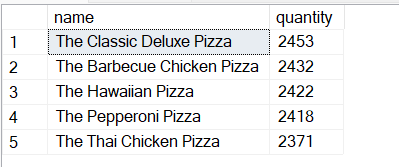 name quantity
1 The Classic Deluxe Pizza 2453
2 The Barbecue Chicken Pizza 2432
3 The Hawaiian Pizza 2422
4 The Pepperoni Pizza 2418
5 The Thai Chicken Pizza 2371